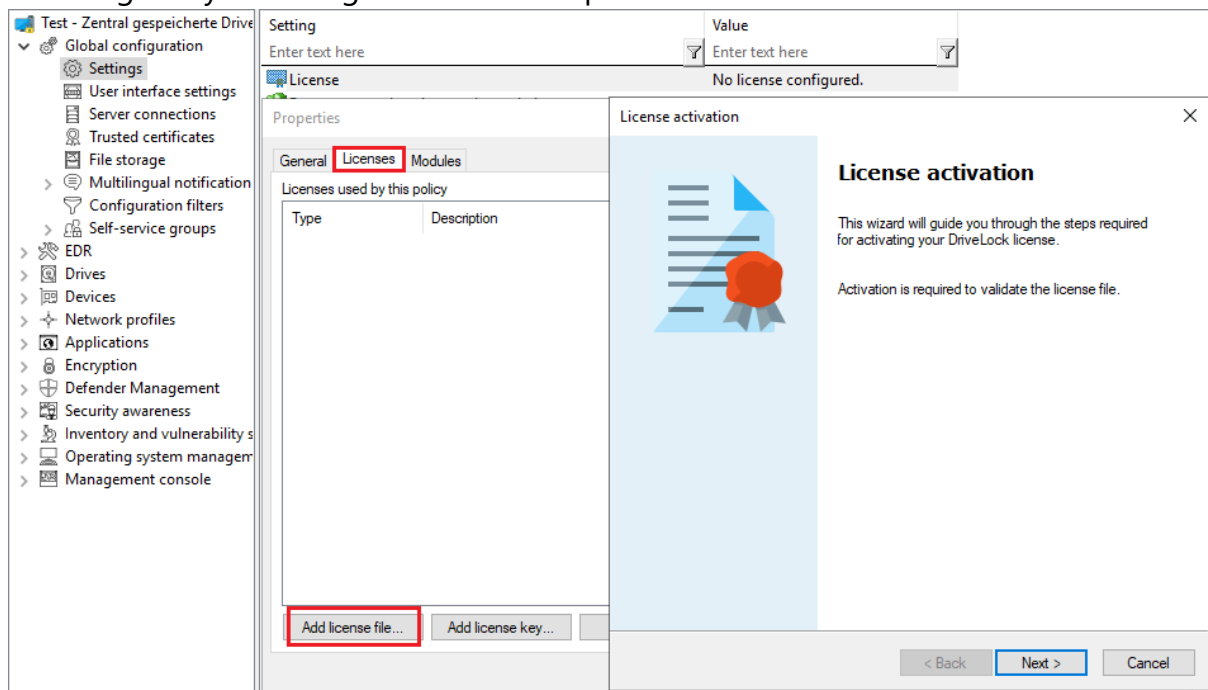 Test - Zentral gespeicherte Drive
Global configuration
Settings
User interface settings
Server connections
Trusted certificates
File storage
Multilingual notification
Configuration filters
Self-service groups
EDR
Drives
Devices
Network profiles
Applications
Encryption
Defender Management
Security awareness
Inventory and vulnerability s
Operating system managem
Management console
Setting Value
Enter text here Enter text here
License No license configured.
Properties
General Licenses Modules
Licenses used by this policy
Type Description
Add license file... Add license key...
License activation
License activation
This wizard will guide you through the steps required
for activating your DriveLock license.
Activation is required to validate the license file.
< Back Next > Cancel